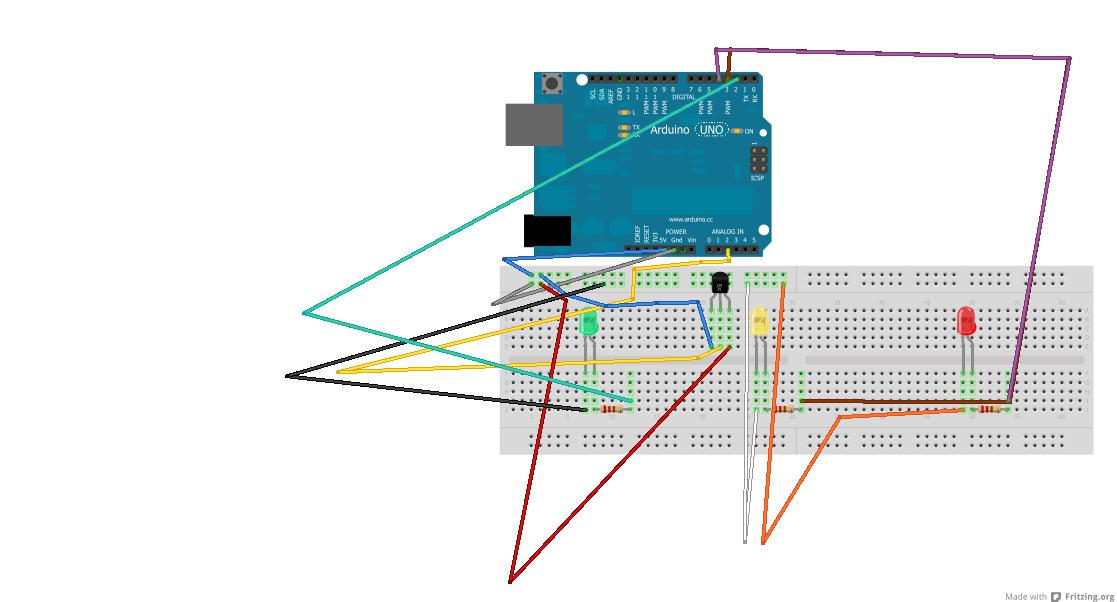 SCL
SDA
AREF
GND
13
12
PWM 11
PWM 10
PWM 9
8
7
PWM 6
PWM 5
4
PWM 3
2
TX 1
RX 0
DIGITAL
L
TX
Arduino UNO
ON
1
ICSP
www.arduino.cc
POWER
ANALOG IN
IOREF
RESET
3V3
5V Gnd Vin
0 1 2 3 4 5
Made with Fritzing.org